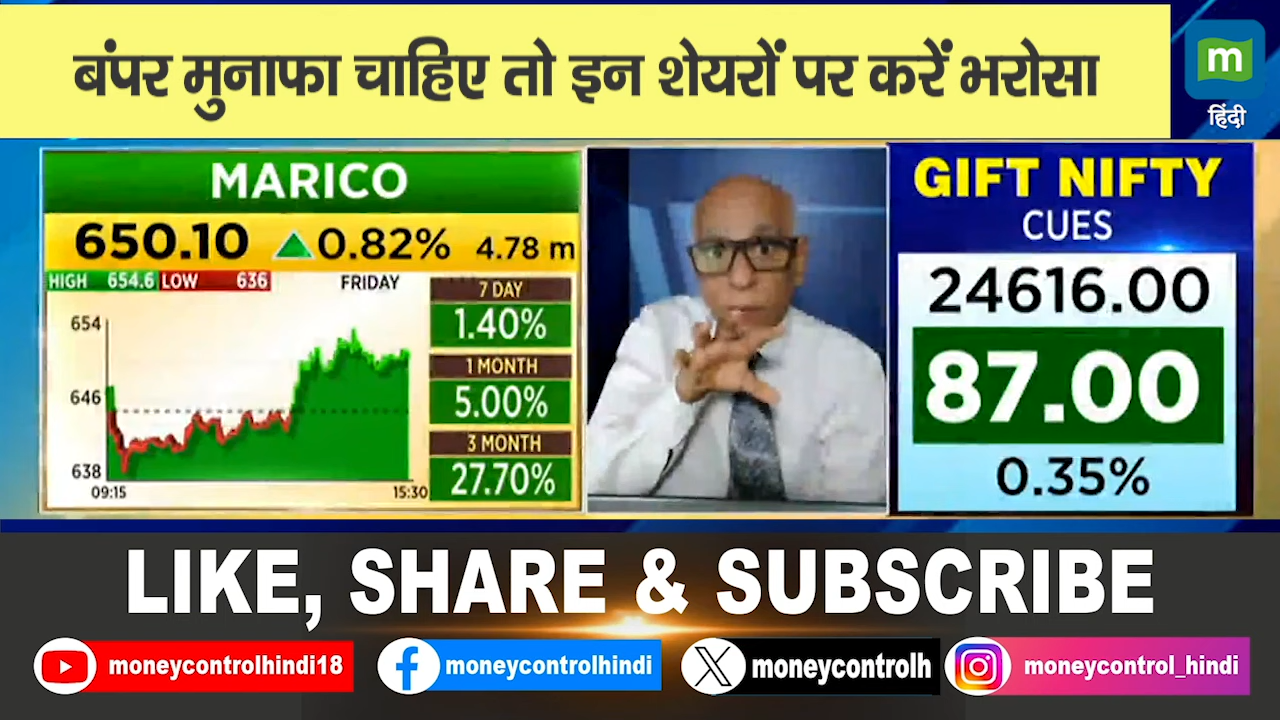 बंपर मुनाफा चाहिए तो इन शेयरों पर करें भरोसा
m
हिंदी
MARICO
650.10 ▲ 0.82% 4.78 m
HIGH 654.6 LOW 636
FRIDAY
654
646
638
09:15
15:30
7 DAY
1.40%
1 MONTH
5.00%
3 MONTH
27.70%
GIFT NIFTY
CUES
24616.00
87.00
0.35%
LIKE, SHARE & SUBSCRIBE
moneycontrolhindi18
moneycontrolhindi
moneycontrolh
moneycontrol_hindi